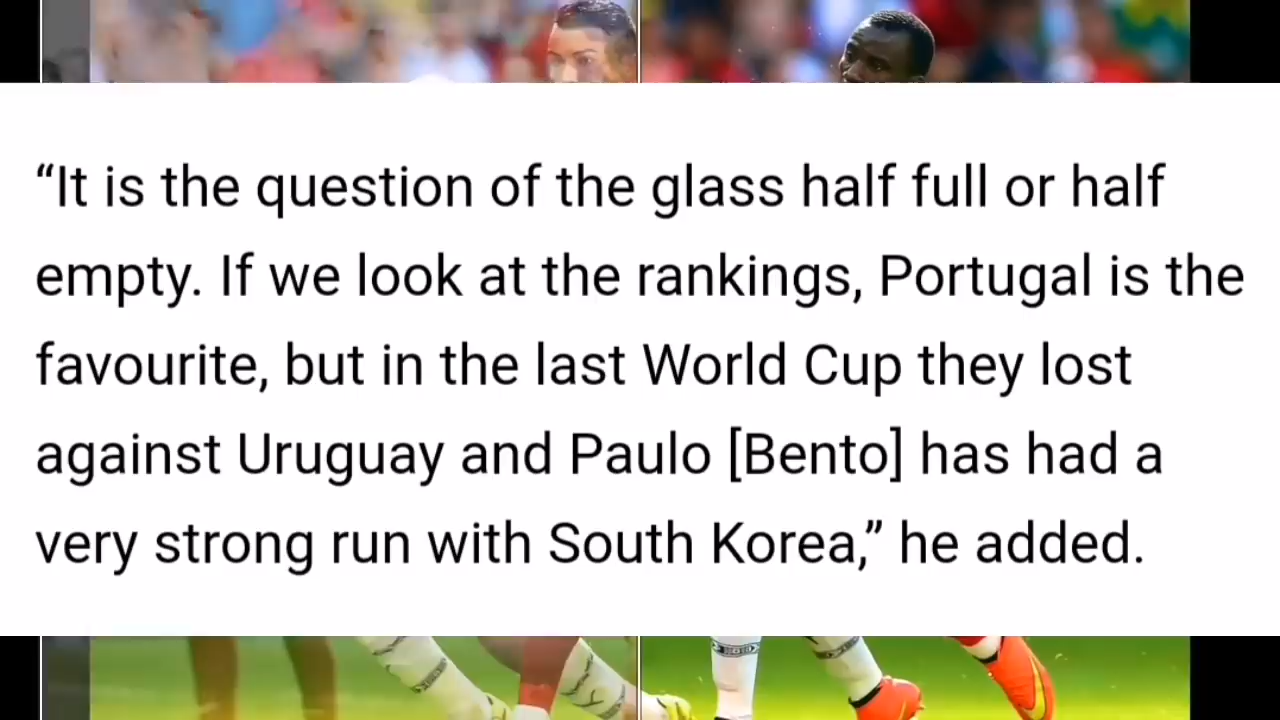 “It is the question of the glass half full or half
empty. If we look at the rankings, Portugal is the
favourite, but in the last World Cup they lost
against Uruguay and Paulo [Bento] has had a
very strong run with South Korea,” he added.